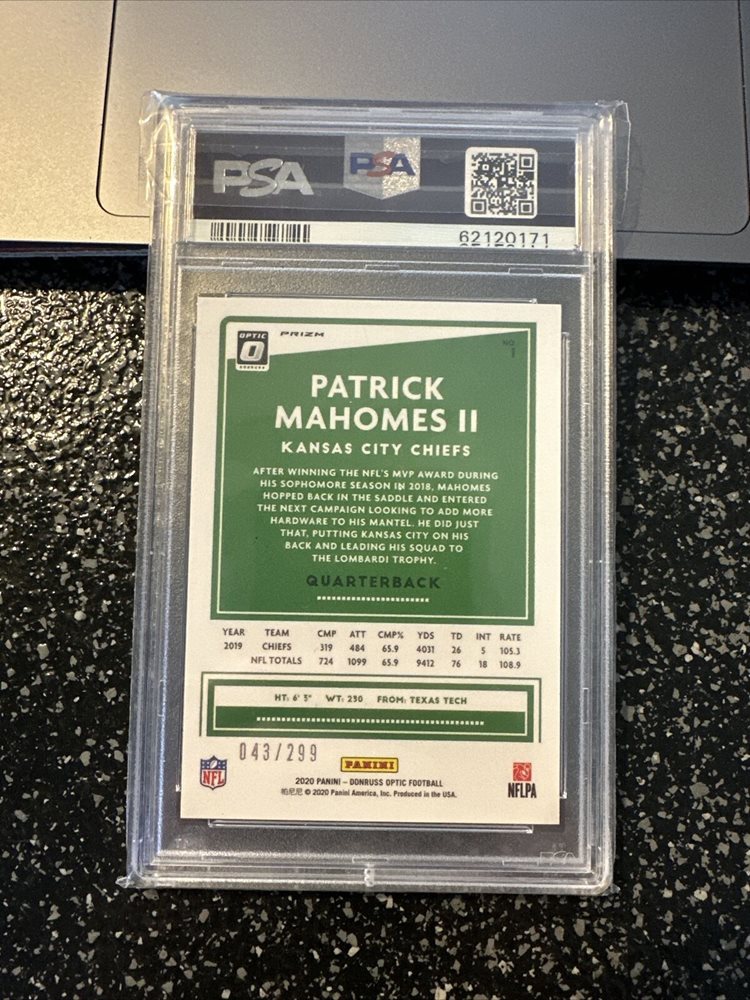 PSA PSA
62120171
OPTIC PRIZM NO.
1
PATRICK
MAHOMES II
KANSAS CITY CHIEFS
AFTER WINNING THE NFL'S MVP AWARD DURING
HIS SOPHOMORE SEASON IN 2018, MAHOMES
HOPPED BACK IN THE SADDLE AND ENTERED
THE NEXT CAMPAIGN LOOKING TO ADD MORE
HARDWARE TO HIS MANTEL. HE DID JUST
THAT, PUTTING KANSAS CITY ON HIS
BACK AND LEADING HIS SQUAD TO
THE LOMBARDI TROPHY.
QUARTERBACK
YEAR TEAM CMP ATT CMP% YDS TD INT RATE
2019 CHIEFS 319 484 65.9 4031 26 5 105.3
NFL TOTALS 724 1099 65.9 9412 76 18 108.9
HT: 6' 3" WT: 230 FROM: TEXAS TECH
043/299
NFL PANINI NFLPA
2020 PANINI – DONRUSS OPTIC FOOTBALL
帕尼尼 © 2020 Panini America, Inc. Produced in the USA.